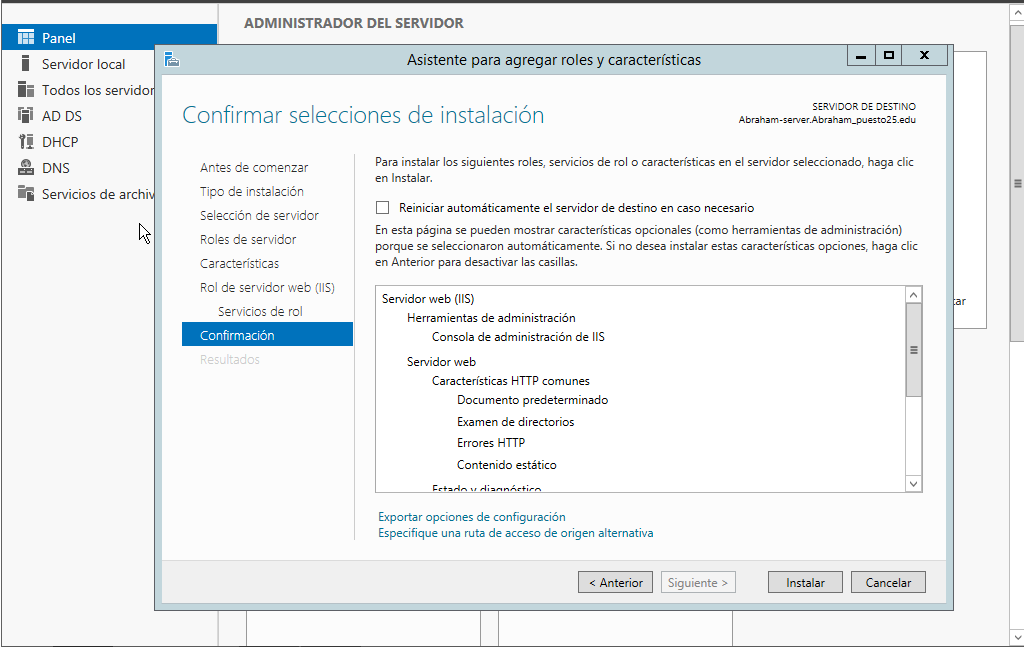 ADMINISTRADOR DEL SERVIDOR
Panel
Servidor local
Todos los servidor
AD DS
DHCP
DNS
Servicios de archiv
Asistente para agregar roles y características
Confirmar selecciones de instalación
SERVIDOR DE DESTINO
Abraham-server.Abraham_puesto25.edu
Antes de comenzar
Tipo de instalación
Selección de servidor
Roles de servidor
Características
Rol de servidor web (IIS)
Servicios de rol
Confirmación
Resultados
Para instalar los siguientes roles, servicios de rol o características en el servidor seleccionado, haga clic
en Instalar.
Reiniciar automáticamente el servidor de destino en caso necesario
En esta página se pueden mostrar características opcionales (como herramientas de administración)
porque se seleccionaron automáticamente. Si no desea instalar estas características opciones, haga clic
en Anterior para desactivar las casillas.
Servidor web (IIS)
Herramientas de administración
Consola de administración de IIS
Servidor web
Características HTTP comunes
Documento predeterminado
Examen de directorios
Errores HTTP
Contenido estático
Estado y diagnóstico
Exportar opciones de configuración
Especifique una ruta de acceso de origen alternativa
< Anterior
Siguiente >
Instalar
Cancelar